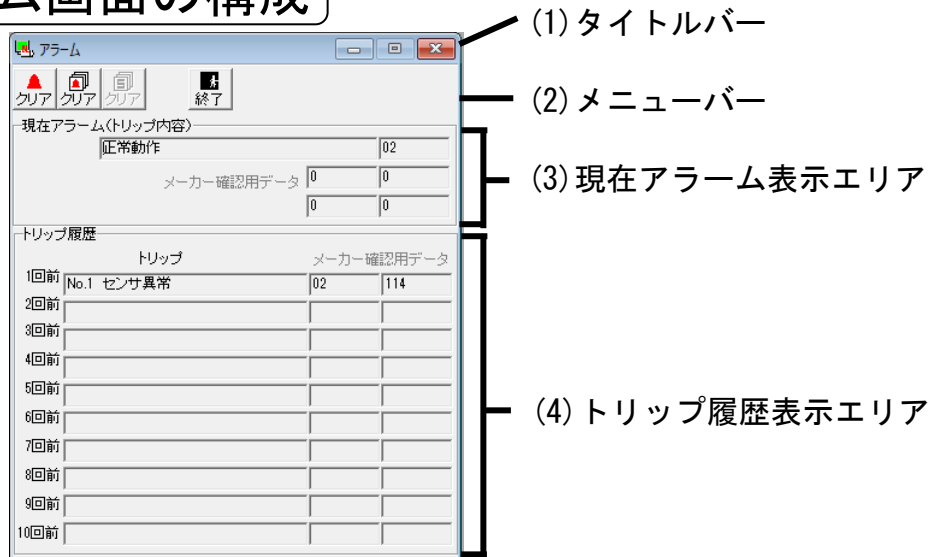 ム画面の構成
(1)タイトルバー
アラーム
クリア クリア クリア 終了
(2)メニューバー
現在アラーム(トリップ内容)
正常動作 02
メーカー確認用データ 0 0
0 0
(3)現在アラーム表示エリア
トリップ履歴
トリップ メーカー確認用データ
1回前 No.1 センサ異常 02 114
2回前
3回前
4回前
5回前
6回前
7回前
8回前
9回前
10回前
(4)トリップ履歴表示エリア